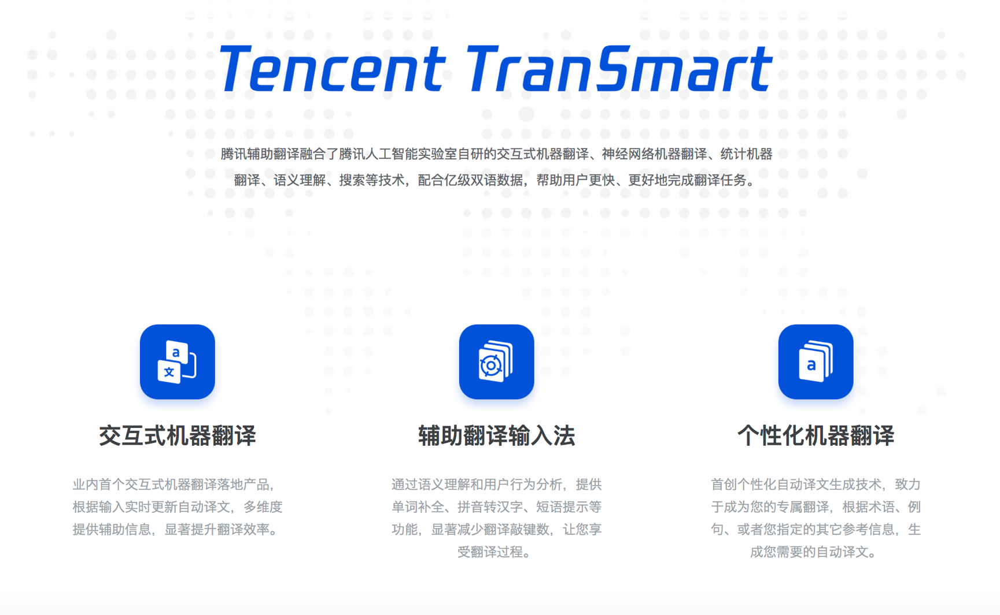 Tencent TranSmart
腾讯辅助翻译融合了腾讯人工智能实验室自研的交互式机器翻译、神经网络机器翻译、统计机器
翻译、语义理解、搜索等技术，配合亿级双语数据，帮助用户更快、更好地完成翻译任务。
a
文
交互式机器翻译
业内首个交互式机器翻译落地产品，
根据输入实时更新自动译文，多维度
提供辅助信息，显著提升翻译效率。
辅助翻译输入法
通过语义理解和用户行为分析，提供
单词补全、拼音转汉字、短语提示等
功能，显著减少翻译敲键数，让您享
受翻译过程。
a
个性化机器翻译
首创个性化自动译文生成技术，致力
于成为您的专属翻译，根据术语、例
句、或者您指定的其它参考信息，生
成您需要的自动译文。